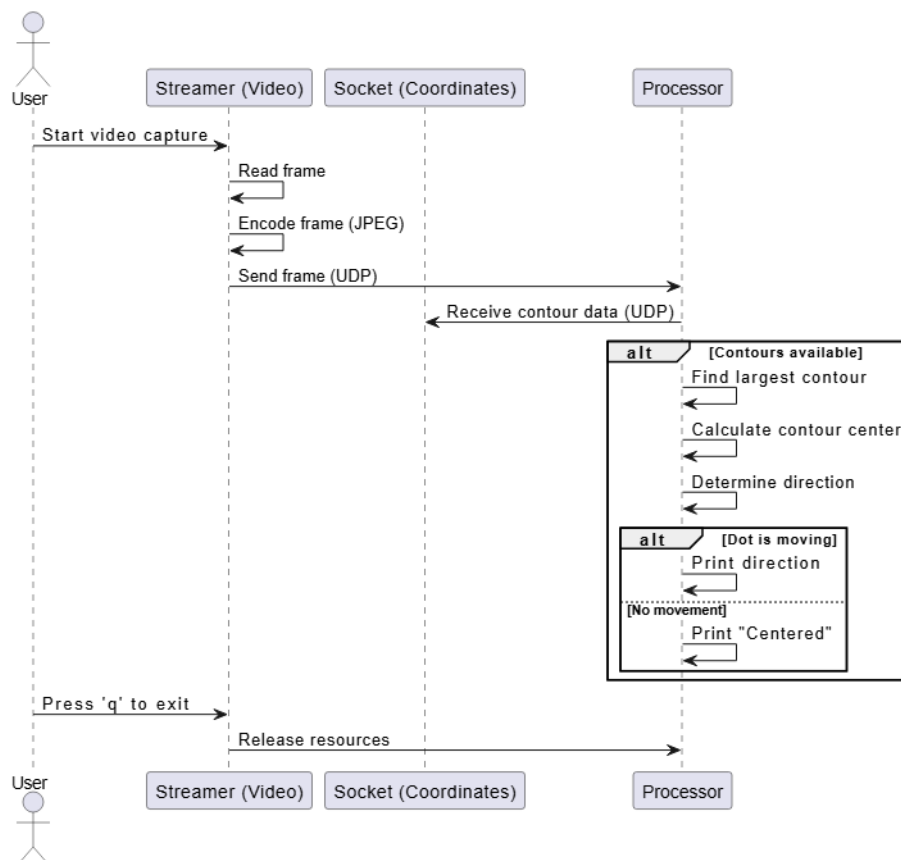 User
Streamer (Video)
Socket (Coordinates)
Processor
Start video capture
Read frame
Encode frame (JPEG)
Send frame (UDP)
Receive contour data (UDP)
alt
[Contours available]
Find largest contour
Calculate contour center
Determine direction
alt
[Dot is moving]
Print direction
[No movement]
Print "Centered"
Press 'q' to exit
Release resources
User
Streamer (Video)
Socket (Coordinates)
Processor